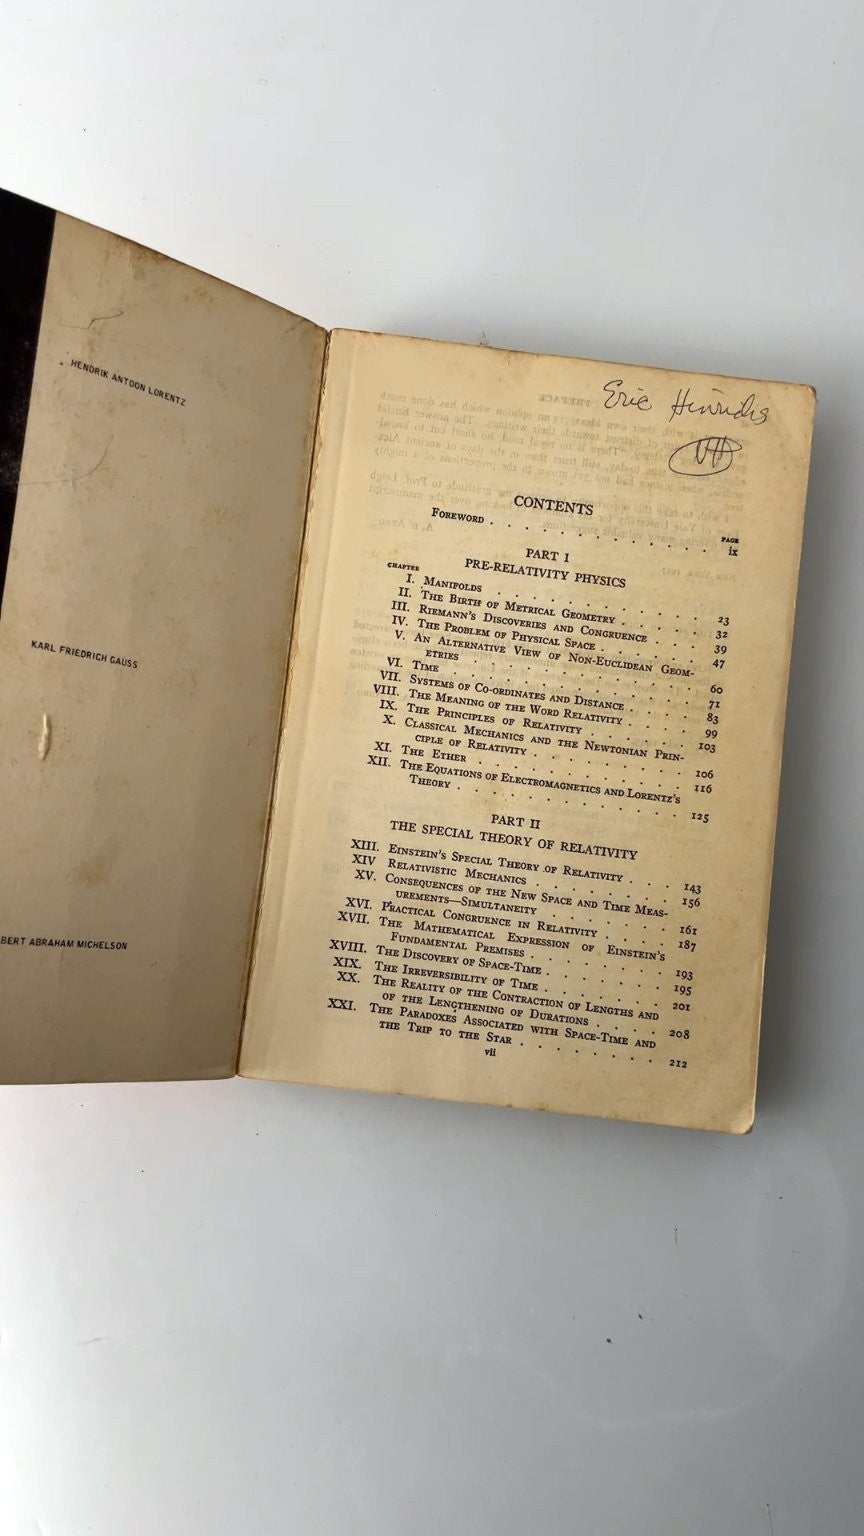 HENDRIK ANTOON LORENTZ
KARL FRIEDRICH GAUSS
BERT ABRAHAM MICHELSON
Eric Hinrichs
CONTENTS
PAGE
Foreword . . . . . . . . . . . . ix
PART I
PRE-RELATIVITY PHYSICS
CHAPTER
I. Manifolds . . . . . . . . . . 23
II. The Birth of Metrical Geometry . . . . . 32
III. Riemann's Discoveries and Congruence . . . 39
IV. The Problem of Physical Space . . . . . . 47
V. An Alternative View of Non-Euclidean Geom-
etries . . . . . . . . . . . 60
VI. Time . . . . . . . . . . . 71
VII. Systems of Co-ordinates and Distance . . . . 83
VIII. The Meaning of the Word Relativity . . . . 99
IX. The Principles of Relativity . . . . . . 103
X. Classical Mechanics and the Newtonian Prin-
ciple of Relativity . . . . . . . . 106
XI. The Ether . . . . . . . . . . 116
XII. The Equations of Electromagnetics and Lorentz's
Theory . . . . . . . . . . . 125
PART II
THE SPECIAL THEORY OF RELATIVITY
XIII. Einstein's Special Theory of Relativity . . . 143
XIV Relativistic Mechanics . . . . . . . . 156
XV. Consequences of the New Space and Time Meas-
urements—Simultaneity . . . . . . . 161
XVI. Practical Congruence in Relativity . . . . 187
XVII. The Mathematical Expression of Einstein's
Fundamental Premises . . . . . . . . 193
XVIII. The Discovery of Space-Time . . . . . . 195
XIX. The Irreversibility of Time . . . . . . . 201
XX. The Reality of the Contraction of Lengths and
of the Lengthening of Durations . . . . 208
XXI. The Paradoxes Associated with Space-Time and
the Trip to the Star . . . . . . . . 212
vii